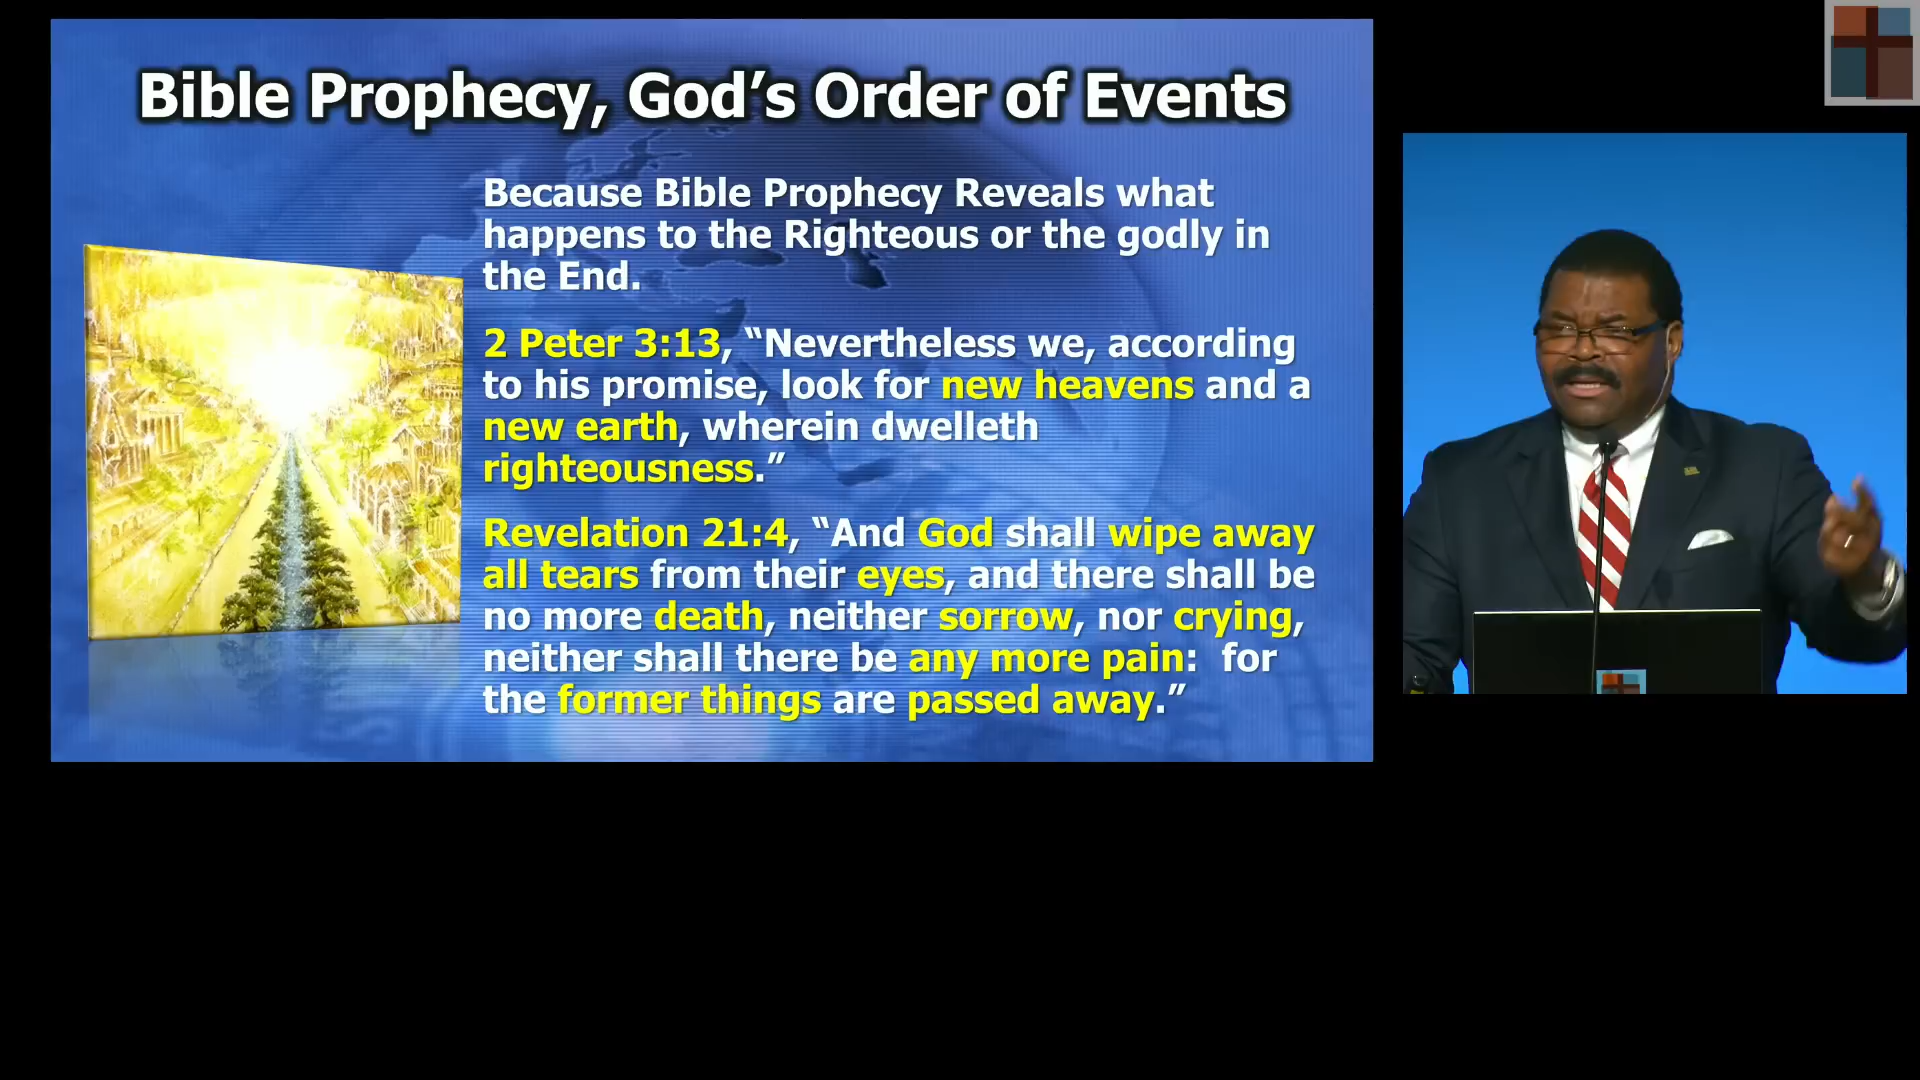 Bible Prophecy, God’s Order of Events
Because Bible Prophecy Reveals what
happens to the Righteous or the godly in
the End.
2 Peter 3:13, “Nevertheless we, according
to his promise, look for new heavens and a
new earth, wherein dwelleth
righteousness.”
Revelation 21:4, “And God shall wipe away
all tears from their eyes, and there shall be
no more death, neither sorrow, nor crying,
neither shall there be any more pain:  for
the former things are passed away.”